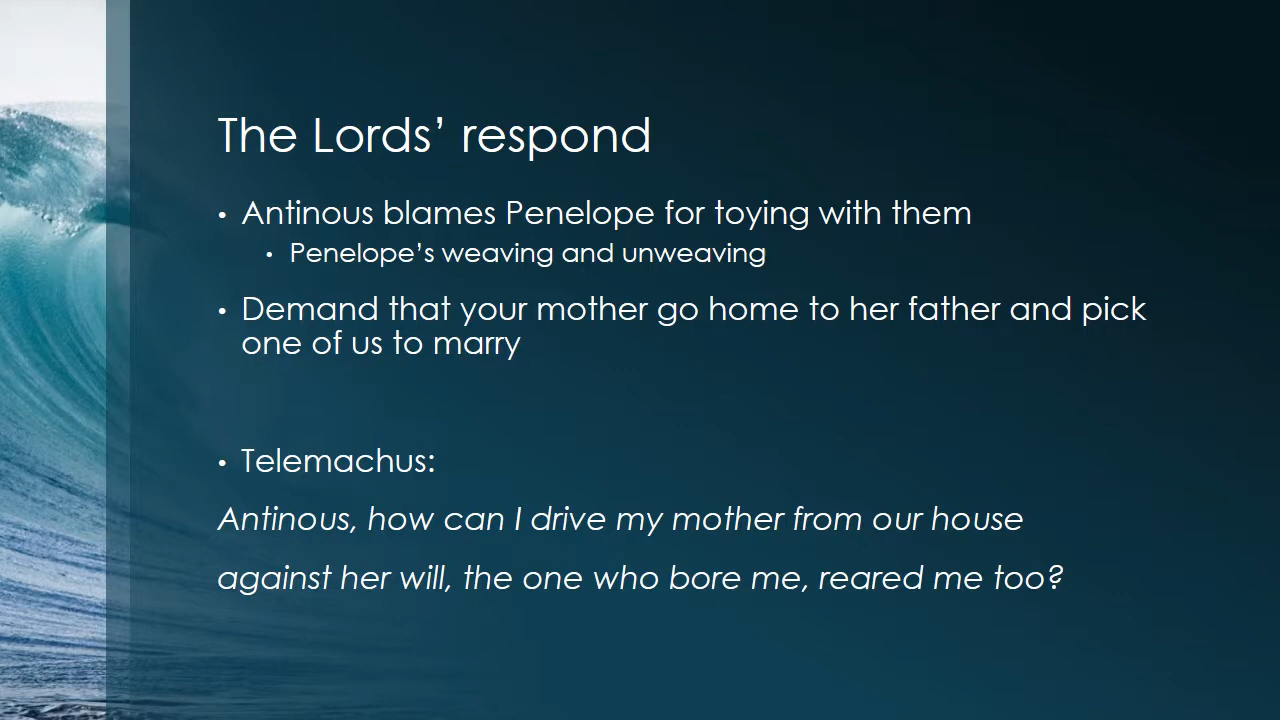 The Lords’ respond
• Antinous blames Penelope for toying with them
• Penelope’s weaving and unweaving
• Demand that your mother go home to her father and pick
one of us to marry
• Telemachus:
Antinous, how can I drive my mother from our house
against her will, the one who bore me, reared me too?